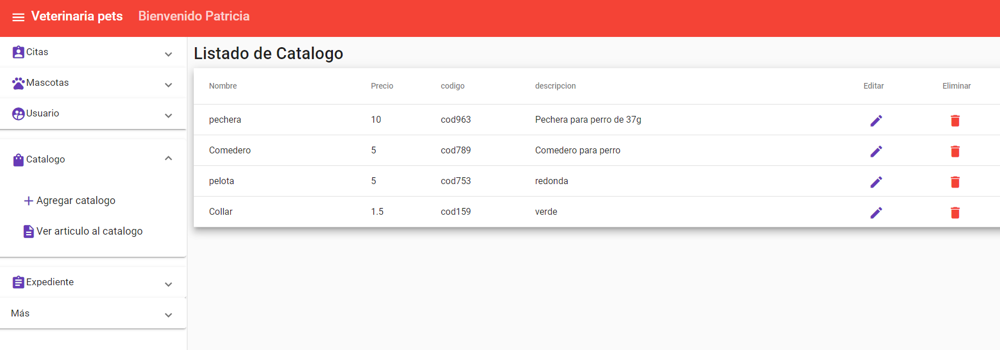 Veterinaria pets Bienvenido Patricia
Citas
Mascotas
Usuario
Catalogo
Agregar catalogo
Ver articulo al catalogo
Expediente
Más
Listado de Catalogo
Nombre Precio codigo descripcion Editar Eliminar
pechera 10 cod963 Pechera para perro de 37g
Comedero 5 cod789 Comedero para perro
pelota 5 cod753 redonda
Collar 1.5 cod159 verde